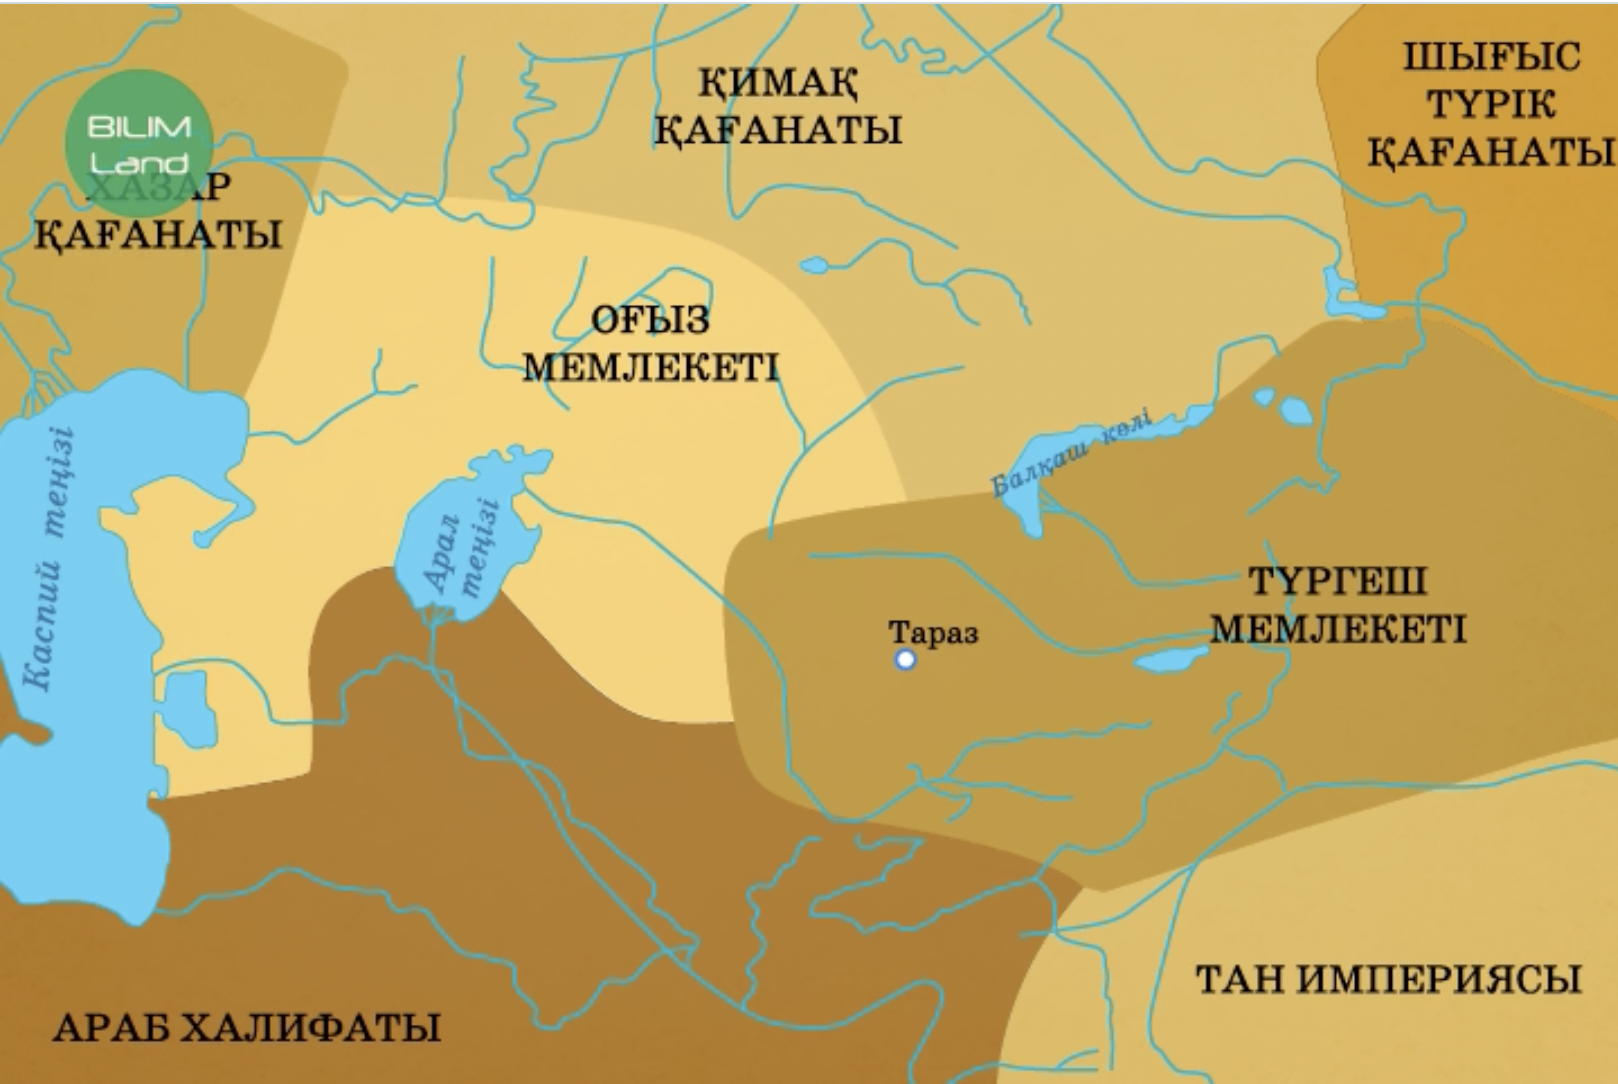 ШЫҒЫС
ТҮРІК
ҚАҒАНАТЫ
ҚИМАҚ
ҚАҒАНАТЫ
BILIM
Land
ХАЗАР
ҚАҒАНАТЫ
ОҒЫЗ
МЕМЛЕКЕТІ
Каспий теңізі
Арал
теңізі
Балқаш көлі
ТҮРГЕШ
МЕМЛЕКЕТІ
Тараз
ТАН ИМПЕРИЯСЫ
АРАБ ХАЛИФАТЫ